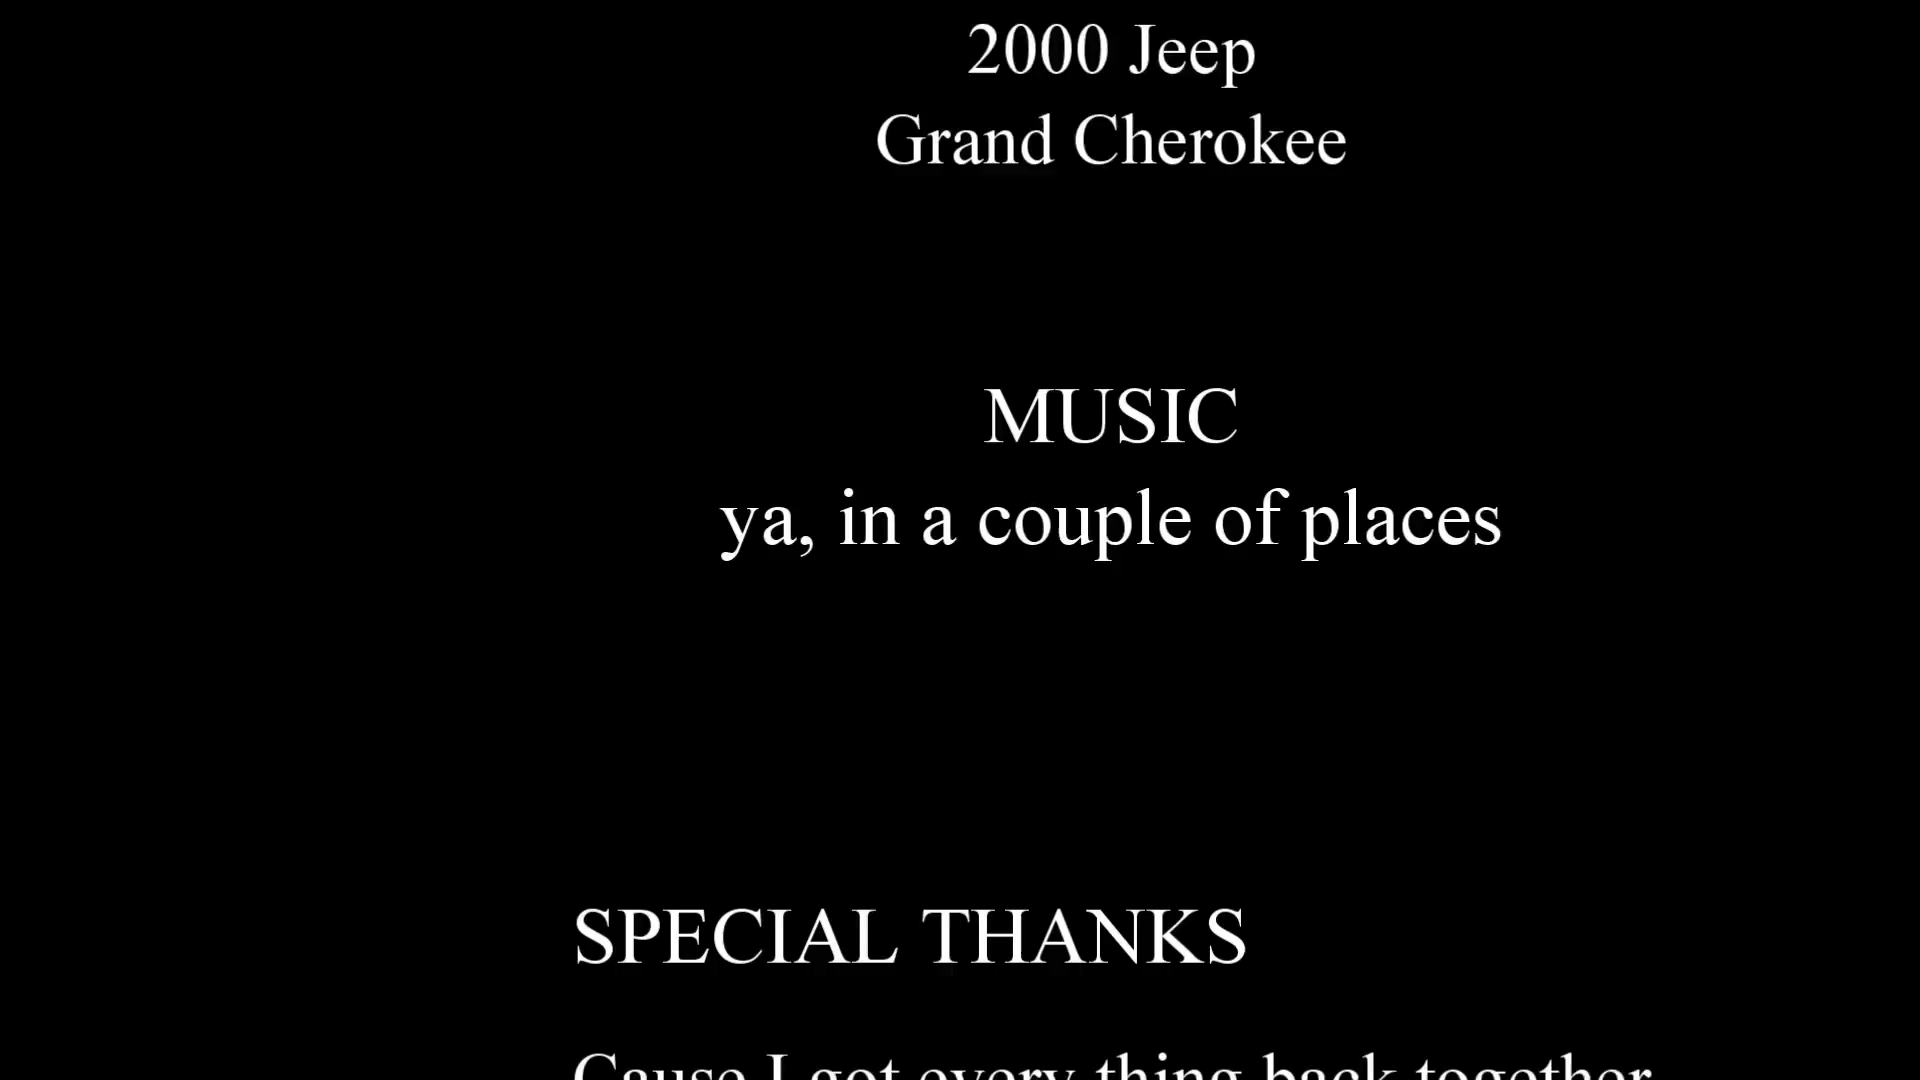 2000 Jeep
Grand Cherokee
MUSIC
ya, in a couple of places
SPECIAL THANKS
Cause I got every thing back together